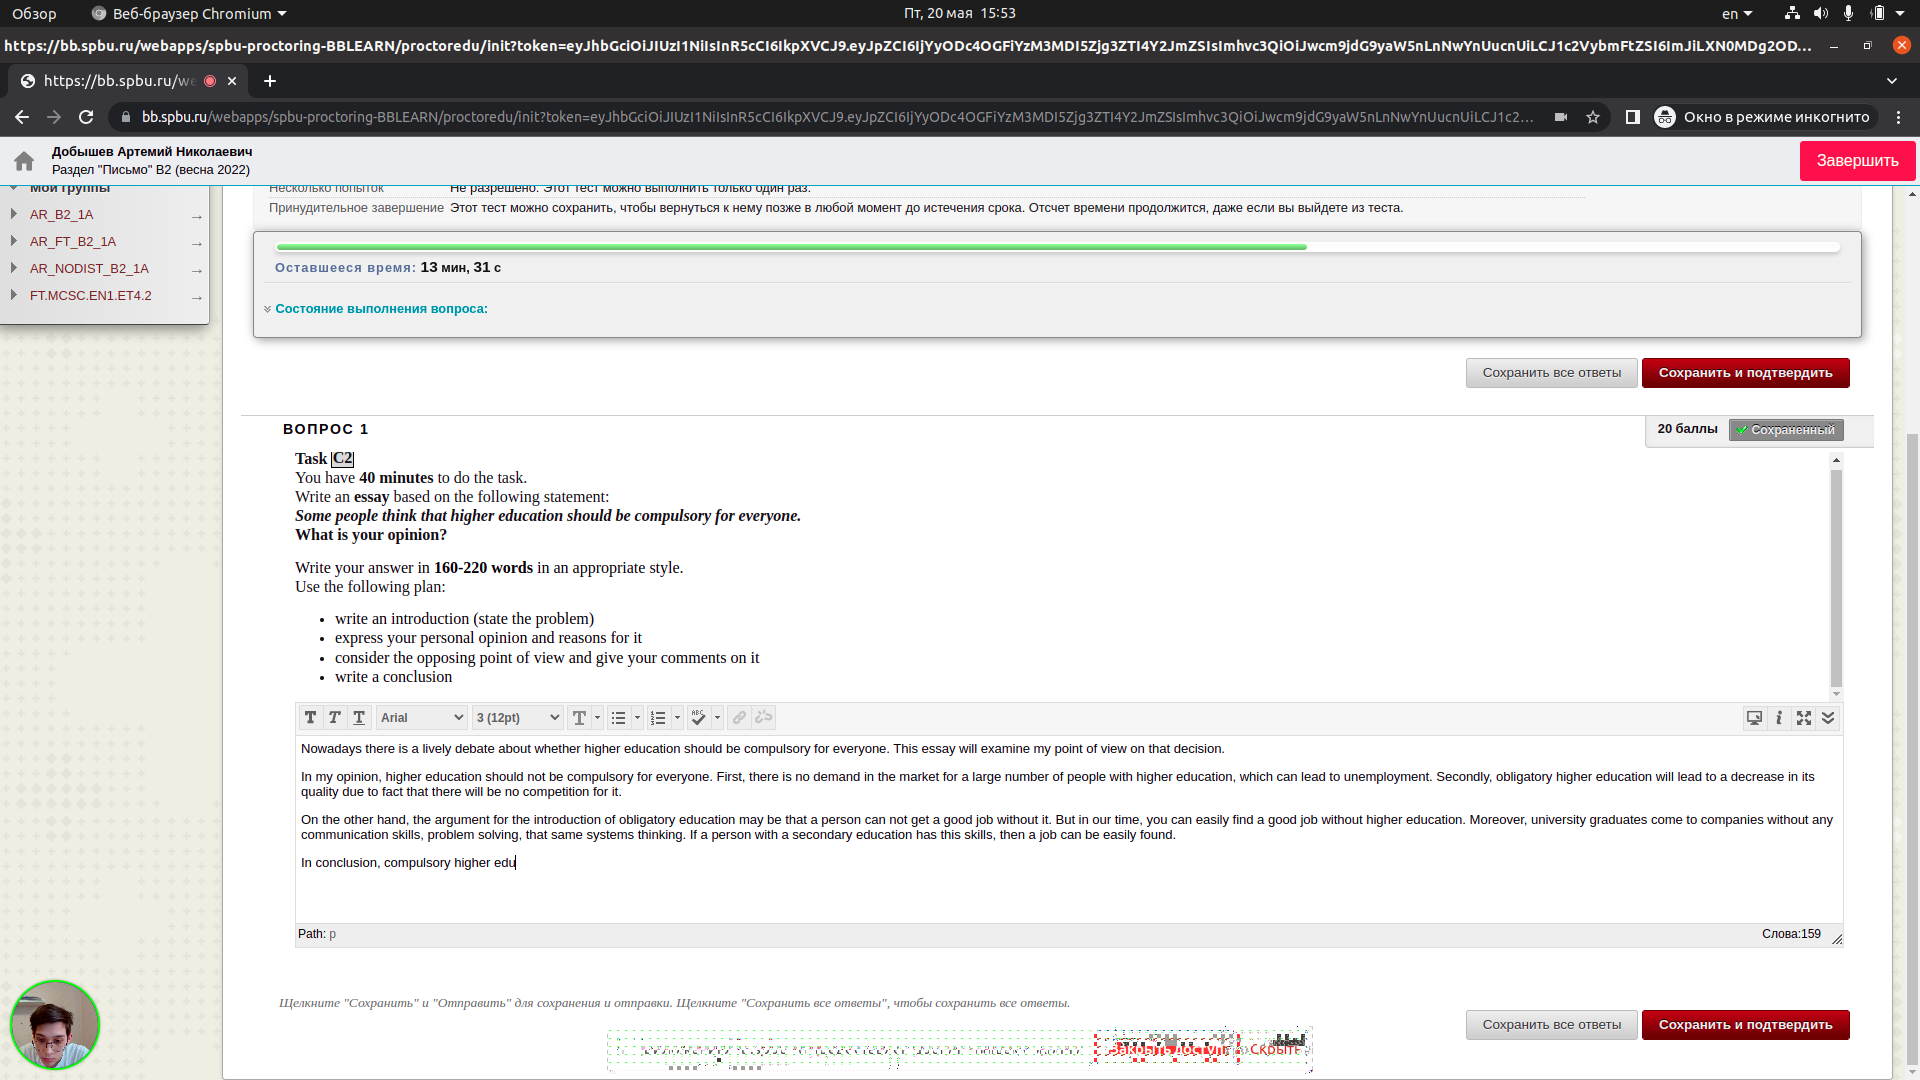 Обзор
Веб-браузер Chromium
Пт, 20 мая 15:53
en
https://bb.spbu.ru/webapps/spbu-proctoring-BBLEARN/proctoredu/init?token=eyJhbGciOiJIUzI1NiIsInR5cCI6IkpXVCJ9.eyJpZCI6IjYyODc4OGFiYzM3MDI5Zjg3ZTI4Y2JmZSIsImhvc3QiOiJwcm9jdG9yaW5nLnNwYnUucnUiLCJ1c2VybmFtZSI6ImJiLXN0MDg2OD...
https://bb.spbu.ru/we
bb.spbu.ru/webapps/spbu-proctoring-BBLEARN/proctoredu/init?token=eyJhbGciOiJIUzI1NiIsInR5cCI6IkpXVCJ9.eyJpZCI6IjYyODc4OGFiYzM3MDI5Zjg3ZTI4Y2JmZSIsImhvc3QiOiJwcm9jdG9yaW5nLnNwYnUucnUiLCJ1c2...
Окно в режиме инкогнито
Добышев Артемий Николаевич
Раздел "Письмо" B2 (весна 2022)
Завершить
Мои группы
AR_B2_1A
AR_FT_B2_1A
AR_NODIST_B2_1A
FT.MCSC.EN1.ET4.2
Несколько попыток Не разрешено. Этот тест можно выполнить только один раз.
Принудительное завершение Этот тест можно сохранить, чтобы вернуться к нему позже в любой момент до истечения срока. Отсчет времени продолжится, даже если вы выйдете из теста.
Оставшееся время: 13 мин, 31 с
Состояние выполнения вопроса:
Сохранить все ответы
Сохранить и подтвердить
ВОПРОС 1
20 баллы
Сохраненный
Task C2
You have 40 minutes to do the task.
Write an essay based on the following statement:
Some people think that higher education should be compulsory for everyone.
What is your opinion?
Write your answer in 160-220 words in an appropriate style.
Use the following plan:
• write an introduction (state the problem)
• express your personal opinion and reasons for it
• consider the opposing point of view and give your comments on it
• write a conclusion
T T T Arial 3 (12pt) T
Nowadays there is a lively debate about whether higher education should be compulsory for everyone. This essay will examine my point of view on that decision.
In my opinion, higher education should not be compulsory for everyone. First, there is no demand in the market for a large number of people with higher education, which can lead to unemployment. Secondly, obligatory higher education will lead to a decrease in its
quality due to fact that there will be no competition for it.
On the other hand, the argument for the introduction of obligatory education may be that a person can not get a good job without it. But in our time, you can easily find a good job without higher education. Moreover, university graduates come to companies without any
communication skills, problem solving, that same systems thinking. If a person with a secondary education has this skills, then a job can be easily found.
In conclusion, compulsory higher edu
Path: p
Слова:159
Щелкните "Сохранить" и "Отправить" для сохранения и отправки. Щелкните "Сохранить все ответы", чтобы сохранить все ответы.
Сохранить все ответы
Сохранить и подтвердить
Закрыть доступ
Скрыть